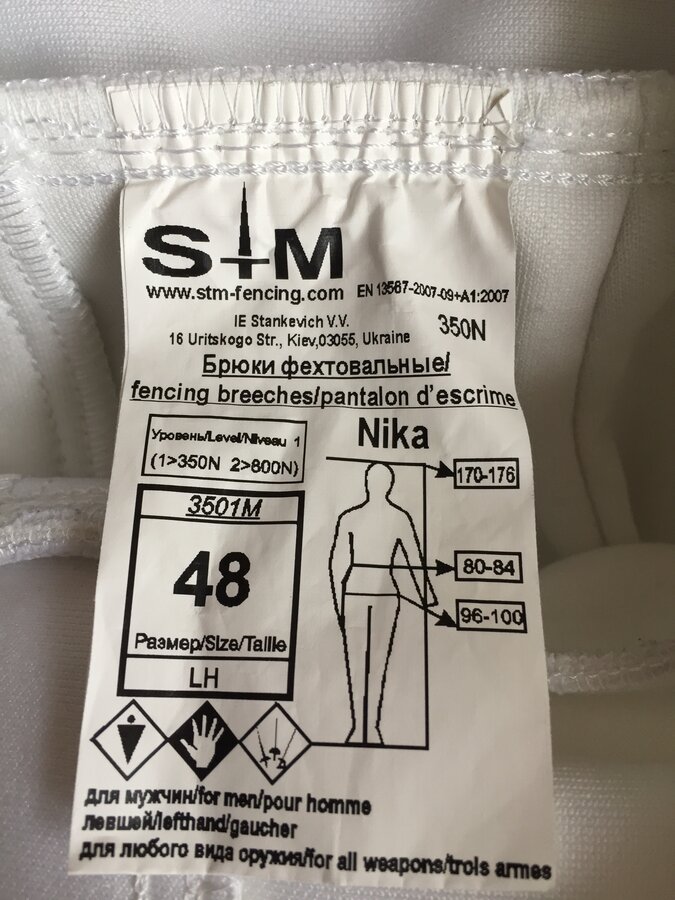 STM
www.stm-fencing.com EN 13567-2007-09+A1:2007
IE Stankevich V.V.
16 Uritskogo Str., Kiev,03055, Ukraine 350N
Брюки фехтовальные/
fencing breeches/pantalon d'escrime
Уровень/Level/Niveau 1
(1>350N 2>800N)
Nika
170-176
3501M
48
Размер/Size/Taille
LH
80-84
96-100
для мужчин/for men/pour homme
левшей/lefthand/gaucher
для любого вида оружия/for all weapons/trois armes